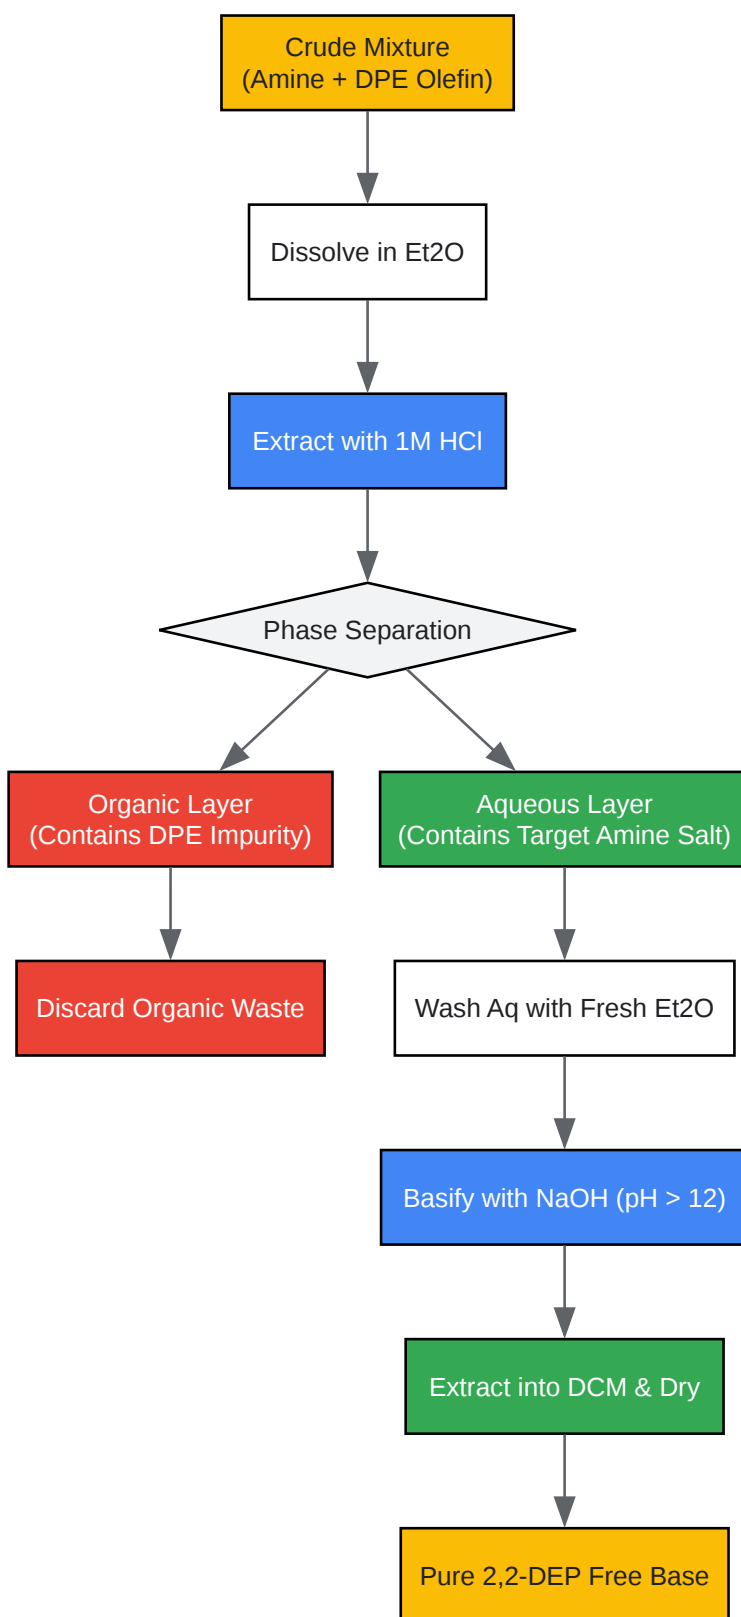 Crude Mixture
(Amine + DPE Olefin)
Dissolve in Et2O
Extract with 1M HCl
Phase Separation
Organic Layer
(Contains DPE Impurity)
Aqueous Layer
(Contains Target Amine Salt)
Discard Organic Waste
Wash Aq with Fresh Et2O
Basify with NaOH (pH > 12)
Extract into DCM & Dry
Pure 2,2-DEP Free Base